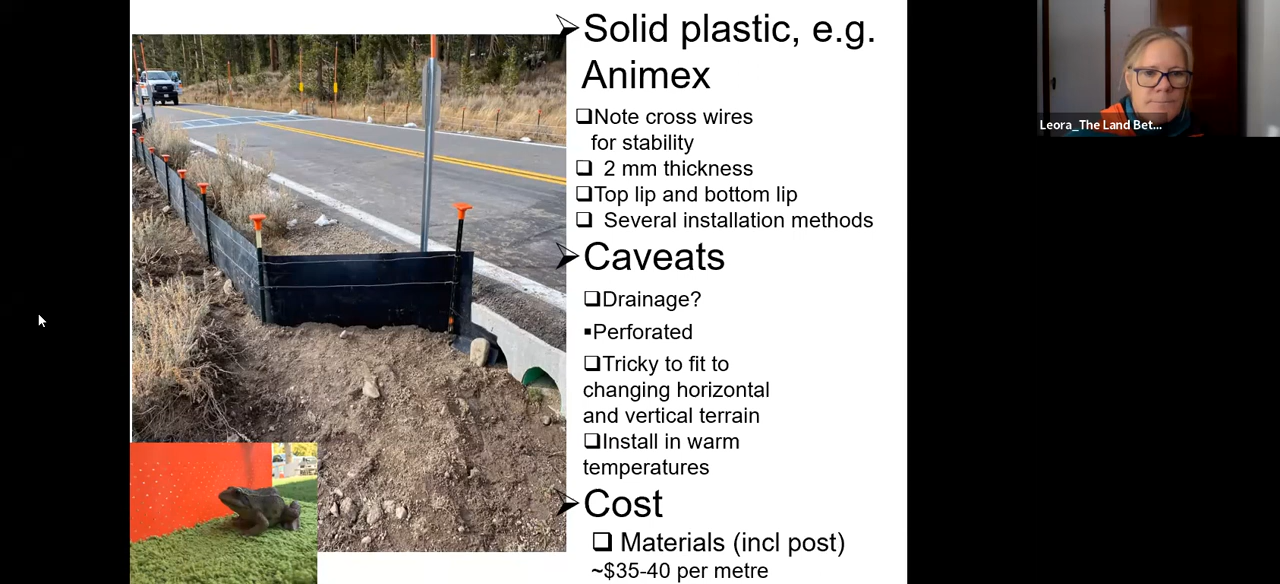 Solid plastic, e.g.
Animex
Note cross wires
for stability
2 mm thickness
Top lip and bottom lip
Several installation methods
Caveats
Drainage?
Perforated
Tricky to fit to
changing horizontal
and vertical terrain
Install in warm
temperatures
Cost
Materials (incl post)
~$35-40 per metre
Leora_The Land Bet...